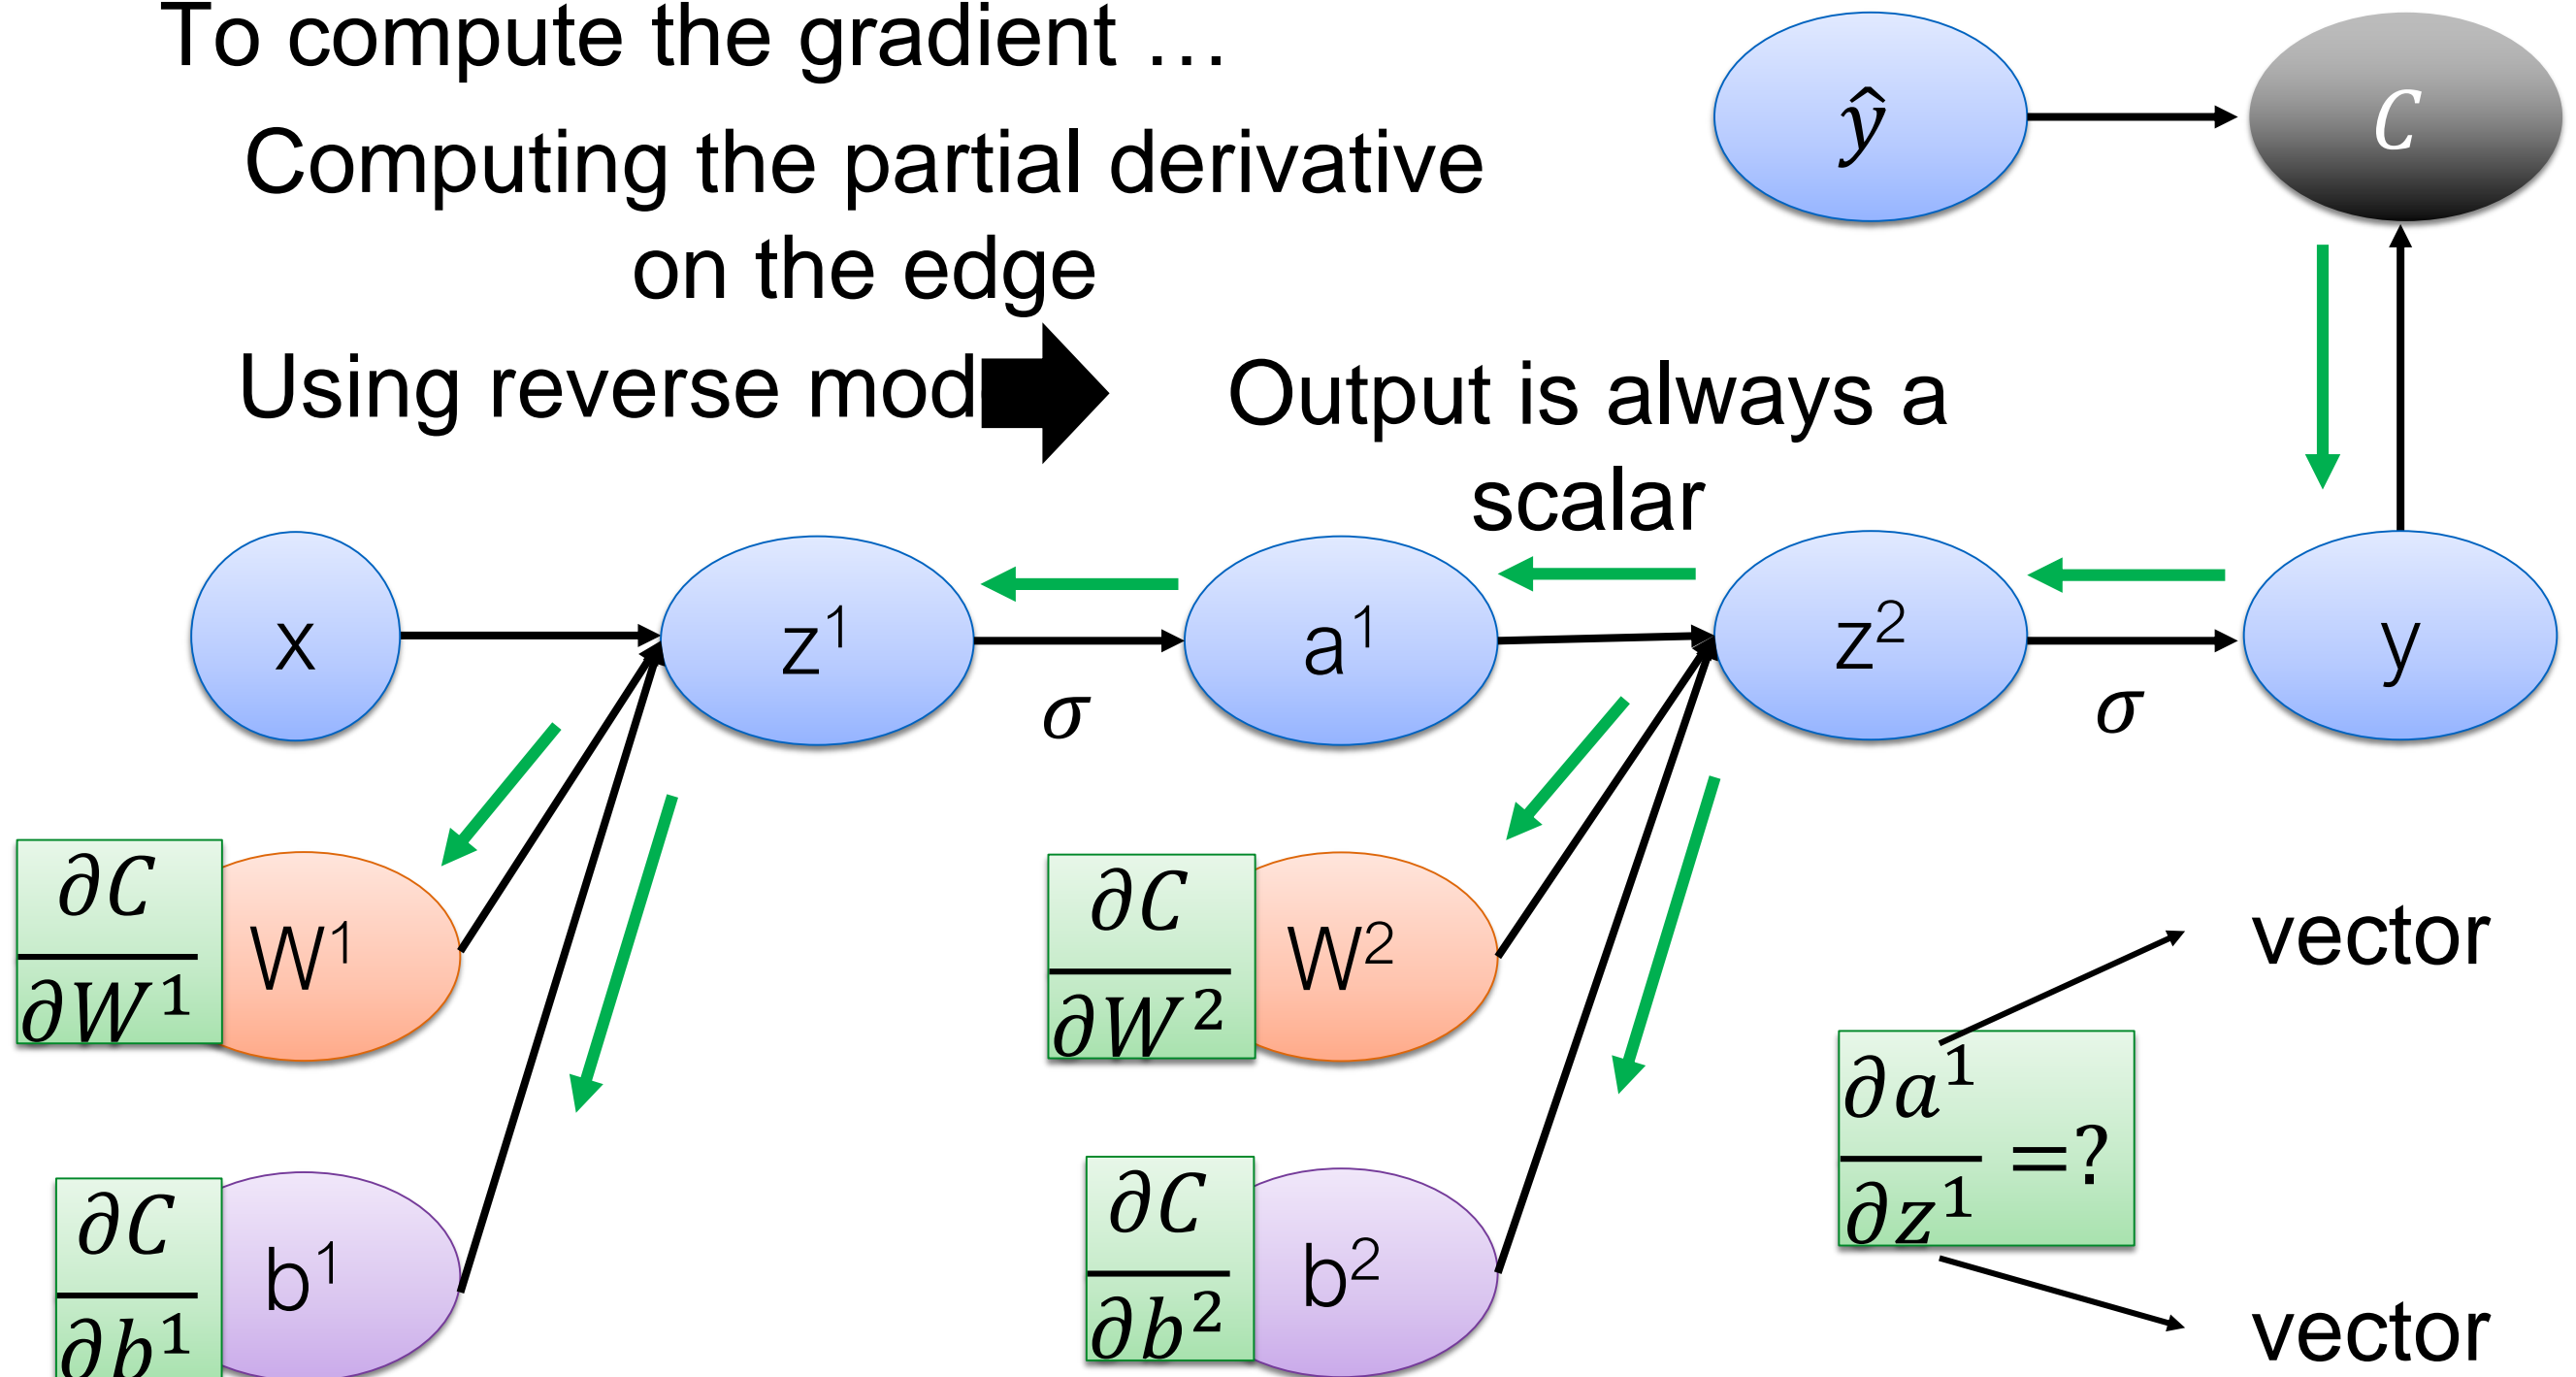 To compute the gradient …
Computing the partial derivative
on the edge
Using reverse mod
Output is always a
scalar
ŷ
C
x
z¹
a¹
z²
y
σ
σ
∂C
∂W¹
W¹
∂C
∂W²
W²
vector
∂a¹
∂z¹
=?
∂C
∂b¹
b¹
∂C
∂b²
b²
vector